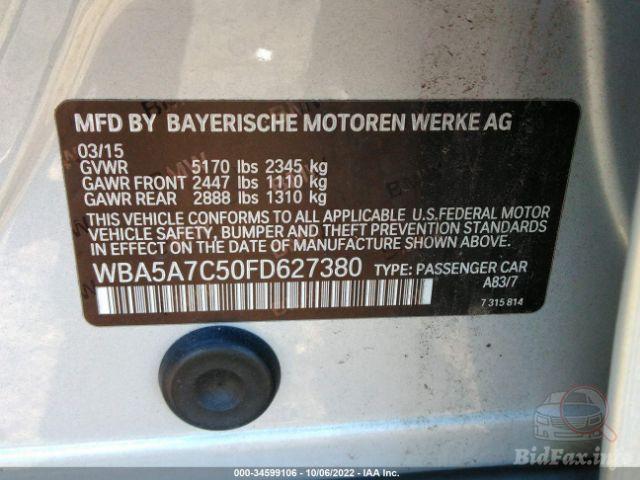 MFD BY BAYERISCHE MOTOREN WERKE AG
03/15
GVWR 5170 lbs 2345 kg
GAWR FRONT 2447 lbs 1110 kg
GAWR REAR 2888 lbs 1310 kg
THIS VEHICLE CONFORMS TO ALL APPLICABLE U.S.FEDERAL MOTOR
VEHICLE SAFETY, BUMPER AND THEFT PREVENTION STANDARDS
IN EFFECT ON THE DATE OF MANUFACTURE SHOWN ABOVE.
WBA5A7C50FD627380 TYPE: PASSENGER CAR
A83/7
7 315 814
BidFax.info
000-34599106 - 10/06/2022 - IAA Inc.